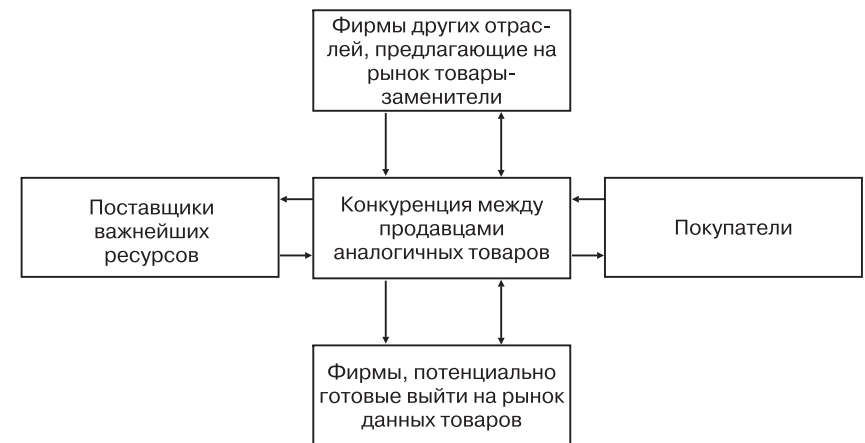 Фирмы других отрас-
лей, предлагающие на
рынок товары-
заменители
Поставщики
важнейших
ресурсов
Конкуренция между
продавцами
аналогичных товаров
Покупатели
Фирмы, потенциально
готовые выйти на рынок
данных товаров